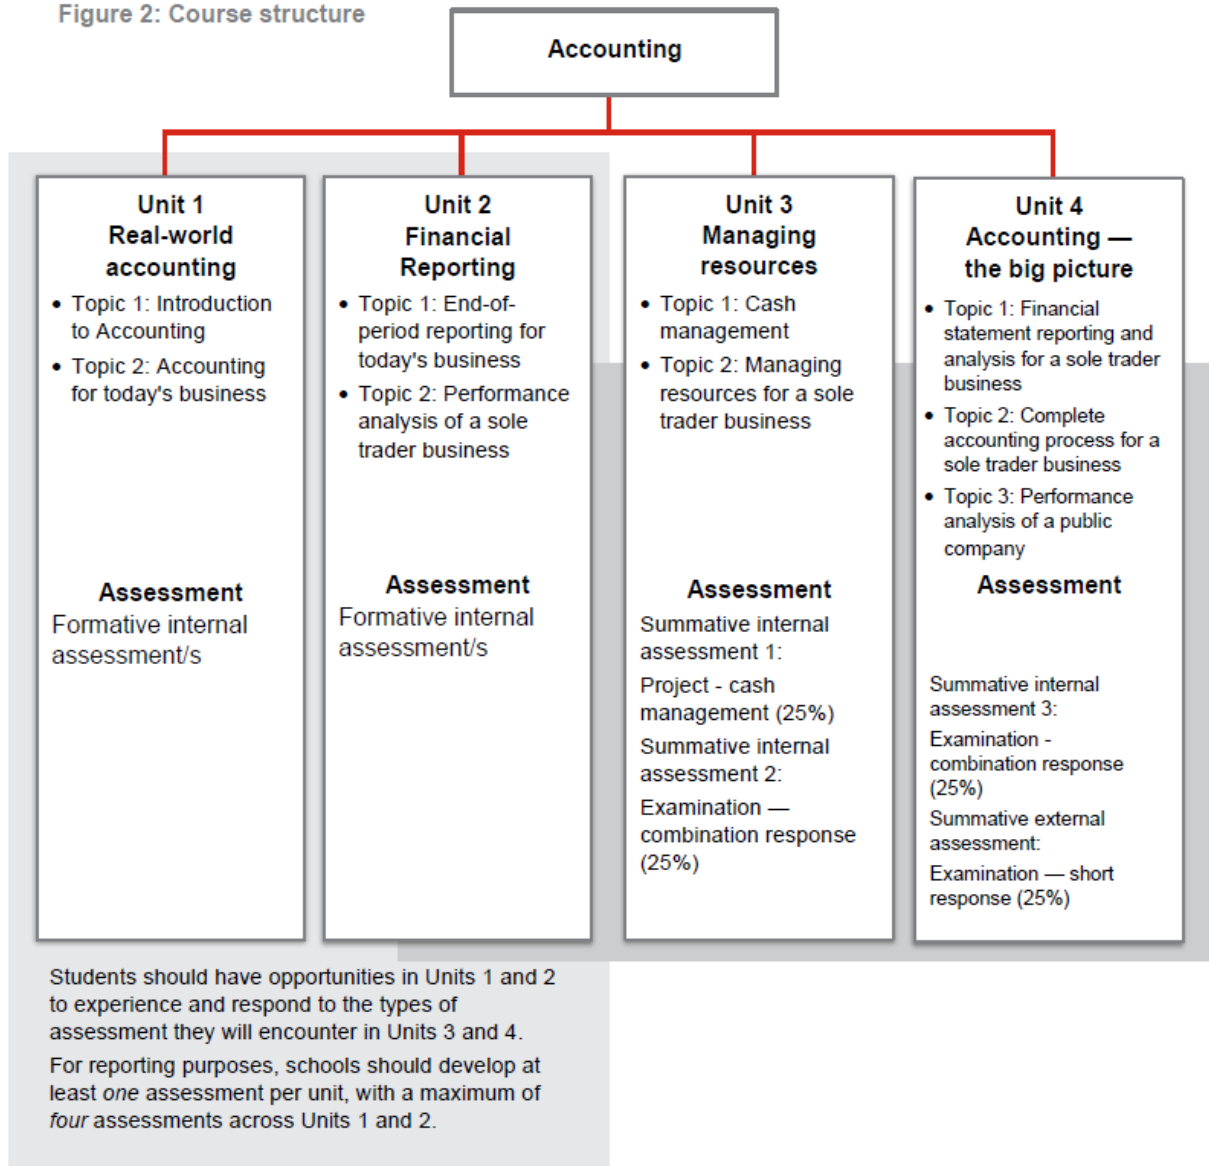 Figure 2: Course structure
Accounting
Unit 1
Real-world
accounting
• Topic 1: Introduction
to Accounting
• Topic 2: Accounting
for today's business
Assessment
Formative internal
assessment/s
Unit 2
Financial
Reporting
• Topic 1: End-of-
period reporting for
today's business
• Topic 2: Performance
analysis of a sole
trader business
Assessment
Formative internal
assessment/s
Unit 3
Managing
resources
• Topic 1: Cash
management
• Topic 2: Managing
resources for a sole
trader business
Assessment
Summative internal
assessment 1:
Project - cash
management (25%)
Summative internal
assessment 2:
Examination —
combination response
(25%)
Unit 4
Accounting —
the big picture
• Topic 1: Financial
statement reporting and
analysis for a sole trader
business
• Topic 2: Complete
accounting process for a
sole trader business
• Topic 3: Performance
analysis of a public
company
Assessment
Summative internal
assessment 3:
Examination -
combination response
(25%)
Summative external
assessment:
Examination — short
response (25%)
Students should have opportunities in Units 1 and 2
to experience and respond to the types of
assessment they will encounter in Units 3 and 4.
For reporting purposes, schools should develop at
least one assessment per unit, with a maximum of
four assessments across Units 1 and 2.